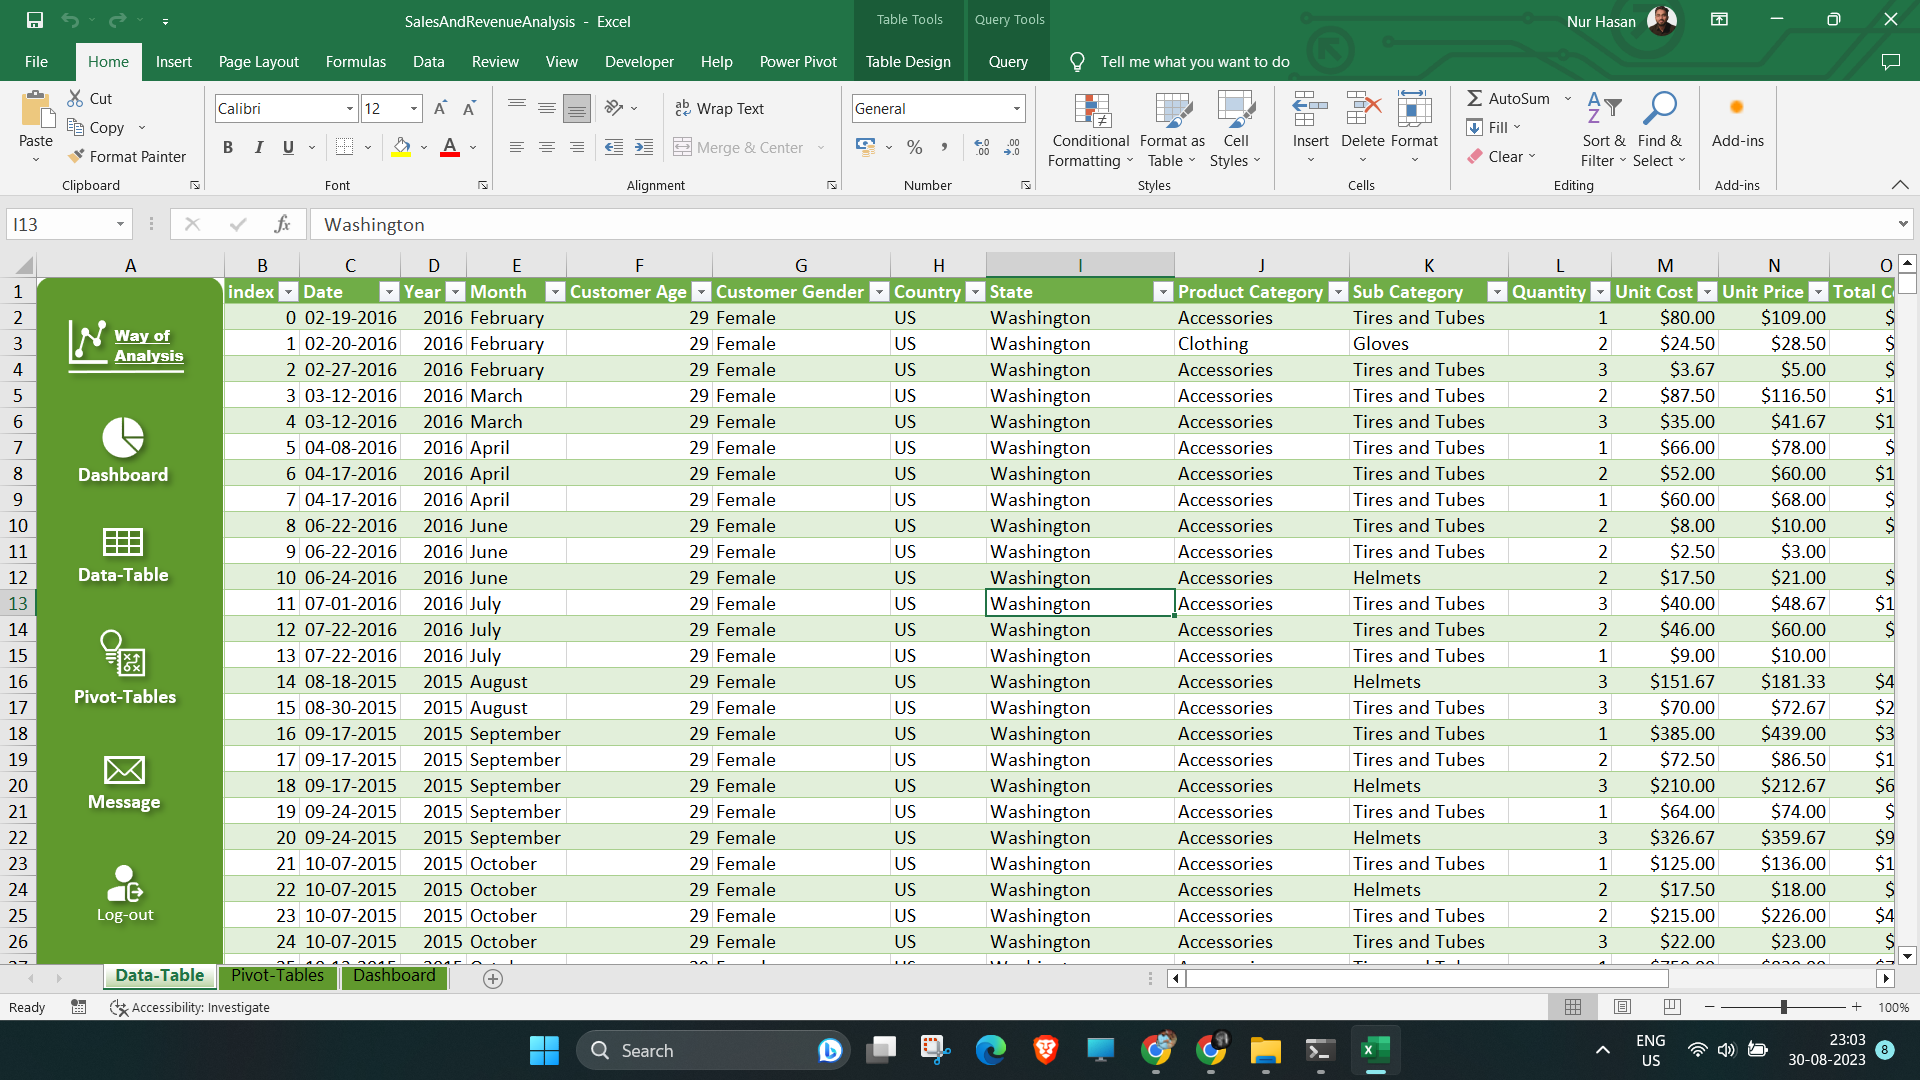 SalesAndRevenueAnalysis - Excel
Table Tools
Query Tools
Nur Hasan
File Home Insert Page Layout Formulas Data Review View Developer Help Power Pivot Table Design Query Tell me what you want to do
Paste
Cut
Copy
Format Painter
Clipboard
Calibri 12
B I U
Font
Wrap Text
Merge & Center
Alignment
General
Number
Conditional Formatting
Format as Table
Cell Styles
Styles
Insert Delete Format
Cells
AutoSum
Fill
Clear
Sort & Filter
Find & Select
Editing
Add-ins
Add-ins
I13 fx Washington
A B C D E F G H I J K L M N O
Way of
Analysis
Dashboard
Data-Table
Pivot-Tables
Message
Log-out
1 index Date Year Month Customer Age Customer Gender Country State Product Category Sub Category Quantity Unit Cost Unit Price Total C
2 0 02-19-2016 2016 February 29 Female US Washington Accessories Tires and Tubes 1 $80.00 $109.00 $
3 1 02-20-2016 2016 February 29 Female US Washington Clothing Gloves 2 $24.50 $28.50 $
4 2 02-27-2016 2016 February 29 Female US Washington Accessories Tires and Tubes 3 $3.67 $5.00 $
5 3 03-12-2016 2016 March 29 Female US Washington Accessories Tires and Tubes 2 $87.50 $116.50 $1
6 4 03-12-2016 2016 March 29 Female US Washington Accessories Tires and Tubes 3 $35.00 $41.67 $1
7 5 04-08-2016 2016 April 29 Female US Washington Accessories Tires and Tubes 1 $66.00 $78.00 $
8 6 04-17-2016 2016 April 29 Female US Washington Accessories Tires and Tubes 2 $52.00 $60.00 $1
9 7 04-17-2016 2016 April 29 Female US Washington Accessories Tires and Tubes 1 $60.00 $68.00 $
10 8 06-22-2016 2016 June 29 Female US Washington Accessories Tires and Tubes 2 $8.00 $10.00 $
11 9 06-22-2016 2016 June 29 Female US Washington Accessories Tires and Tubes 2 $2.50 $3.00
12 10 06-24-2016 2016 June 29 Female US Washington Accessories Helmets 2 $17.50 $21.00 $
13 11 07-01-2016 2016 July 29 Female US Washington Accessories Tires and Tubes 3 $40.00 $48.67 $1
14 12 07-22-2016 2016 July 29 Female US Washington Accessories Tires and Tubes 2 $46.00 $60.00 $
15 13 07-22-2016 2016 July 29 Female US Washington Accessories Tires and Tubes 1 $9.00 $10.00
16 14 08-18-2015 2015 August 29 Female US Washington Accessories Helmets 3 $151.67 $181.33 $4
17 15 08-30-2015 2015 August 29 Female US Washington Accessories Tires and Tubes 3 $70.00 $72.67 $2
18 16 09-17-2015 2015 September 29 Female US Washington Accessories Tires and Tubes 1 $385.00 $439.00 $3
19 17 09-17-2015 2015 September 29 Female US Washington Accessories Tires and Tubes 2 $72.50 $86.50 $1
20 18 09-17-2015 2015 September 29 Female US Washington Accessories Helmets 3 $210.00 $212.67 $6
21 19 09-24-2015 2015 September 29 Female US Washington Accessories Tires and Tubes 1 $64.00 $74.00 $
22 20 09-24-2015 2015 September 29 Female US Washington Accessories Helmets 3 $326.67 $359.67 $9
23 21 10-07-2015 2015 October 29 Female US Washington Accessories Tires and Tubes 1 $125.00 $136.00 $1
24 22 10-07-2015 2015 October 29 Female US Washington Accessories Helmets 2 $17.50 $18.00 $
25 23 10-07-2015 2015 October 29 Female US Washington Accessories Tires and Tubes 2 $215.00 $226.00 $4
26 24 10-07-2015 2015 October 29 Female US Washington Accessories Tires and Tubes 3 $22.00 $23.00 $
Data-Table Pivot-Tables Dashboard
Ready Accessibility: Investigate 100%
Search
ENG
US
23:03
30-08-2023
8